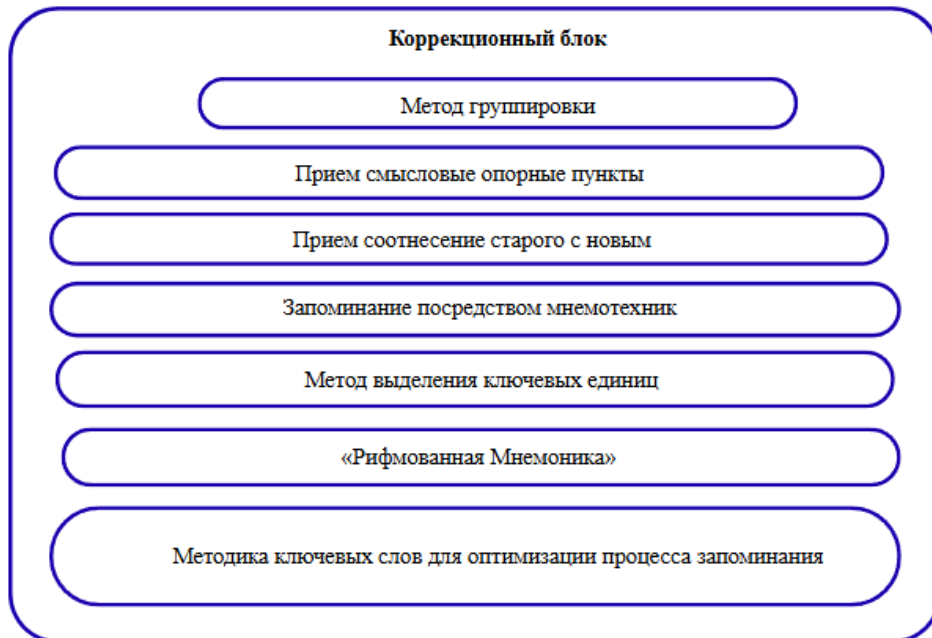 Коррекционный блок
Метод группировки
Прием смысловые опорные пункты
Прием соотнесение старого с новым
Запоминание посредством мнемотехник
Метод выделения ключевых единиц
«Рифмованная Мнемоника»
Методика ключевых слов для оптимизации процесса запоминания